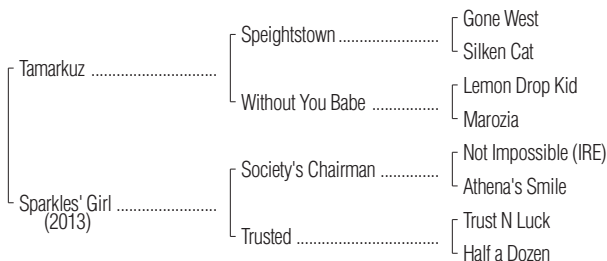 Gone West
Speightstown ..............................
Silken Cat
Tamarkuz .....................................
Lemon Drop Kid
Without You Babe ....................
Marozia
Not Impossible (IRE)
Society's Chairman ..................
Athena's Smile
Sparkles' Girl ..............................
(2013)
Trust N Luck
Trusted ...........................................
Half a Dozen